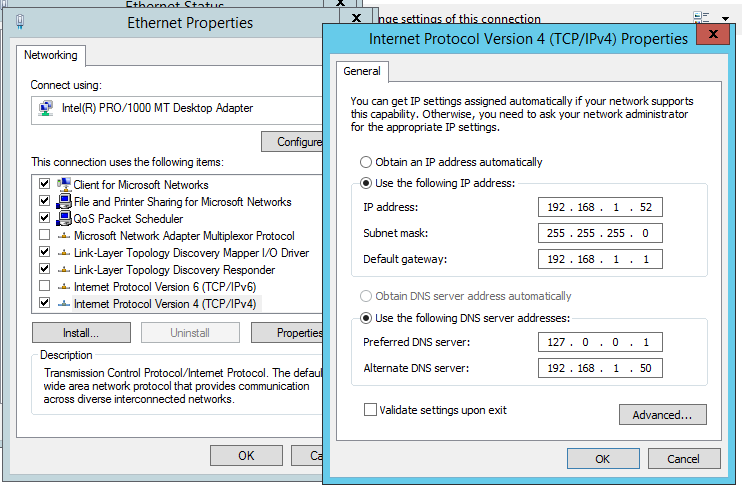 Ethernet Status
Ethernet Properties
x
nge settings of this connection
Networking
Connect using:
Intel(R) PRO/1000 MT Desktop Adapter
Configure
This connection uses the following items:
Client for Microsoft Networks
File and Printer Sharing for Microsoft Networks
QoS Packet Scheduler
Microsoft Network Adapter Multiplexor Protocol
Link-Layer Topology Discovery Mapper I/O Driver
Link-Layer Topology Discovery Responder
Internet Protocol Version 6 (TCP/IPv6)
Internet Protocol Version 4 (TCP/IPv4)
Install...
Uninstall
Properties
Description
Transmission Control Protocol/Internet Protocol. The defau
wide area network protocol that provides communication
across diverse interconnected networks.
OK
Ca
Internet Protocol Version 4 (TCP/IPv4) Properties
x
General
You can get IP settings assigned automatically if your network supports
this capability. Otherwise, you need to ask your network administrator
for the appropriate IP settings.
Obtain an IP address automatically
Use the following IP address:
IP address: 192 . 168 . 1 . 52
Subnet mask: 255 . 255 . 255 . 0
Default gateway: 192 . 168 . 1 . 1
Obtain DNS server address automatically
Use the following DNS server addresses:
Preferred DNS server: 127 . 0 . 0 . 1
Alternate DNS server: 192 . 168 . 1 . 50
Validate settings upon exit
Advanced...
OK
Cancel